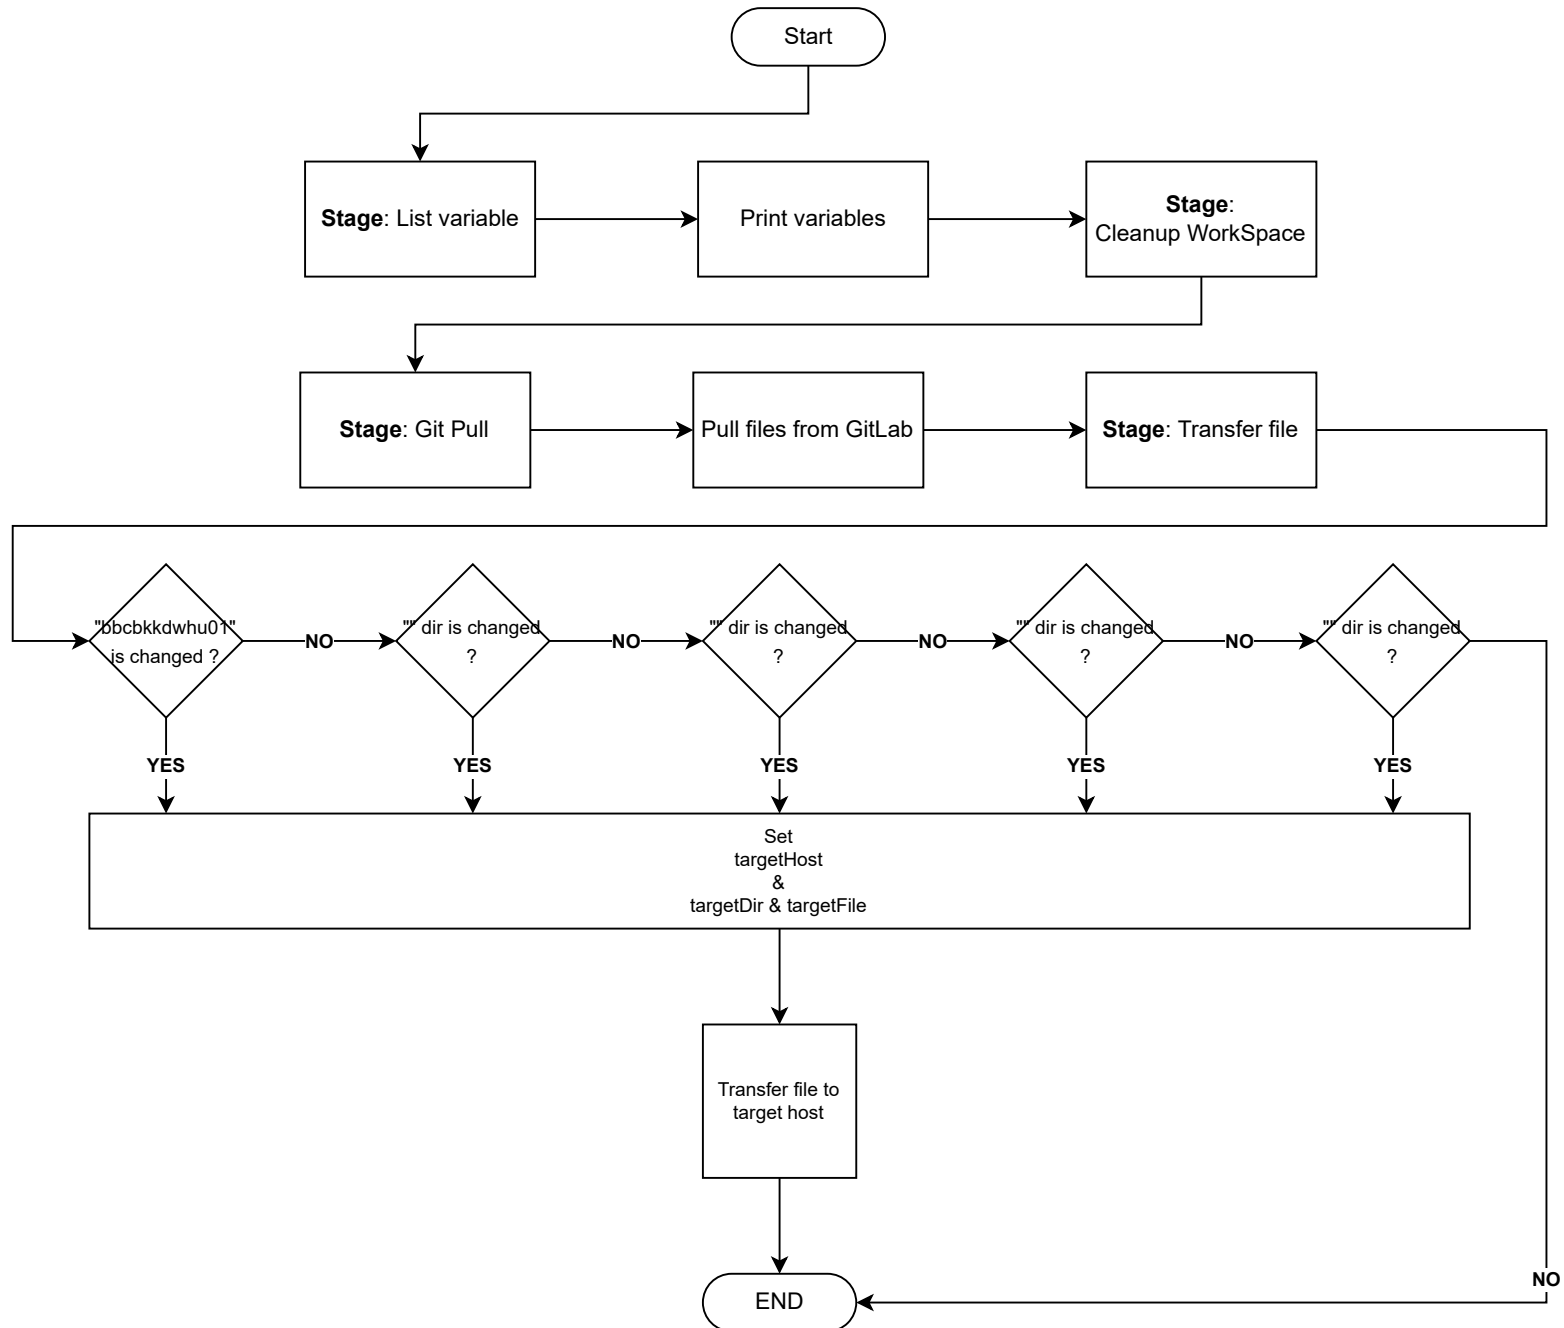 Start
Stage: List variable
Print variables
Stage:
Cleanup WorkSpace
Stage: Git Pull
Pull files from GitLab
Stage: Transfer file
"bbcbkkdwhu01"
is changed ?
NO
"" dir is changed
?
NO
"" dir is changed
?
NO
"" dir is changed
?
NO
"" dir is changed
?
YES
YES
YES
YES
YES
Set
targetHost
&
targetDir & targetFile
Transfer file to
target host
NO
END